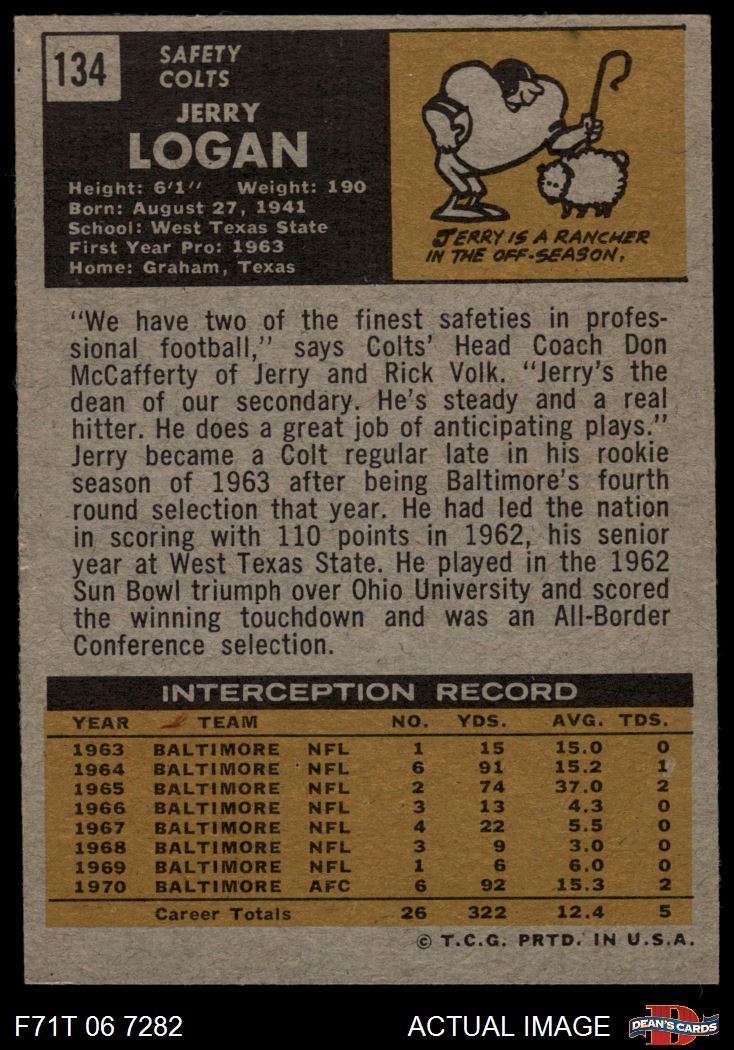 134
SAFETY
COLTS
JERRY
LOGAN
Height: 6'1" Weight: 190
Born: August 27, 1941
School: West Texas State
First Year Pro: 1963
Home: Graham, Texas
JERRY IS A RANCHER
IN THE OFF-SEASON.
"We have two of the finest safeties in profes-
sional football," says Colts' Head Coach Don
McCafferty of Jerry and Rick Volk. "Jerry's the
dean of our secondary. He's steady and a real
hitter. He does a great job of anticipating plays."
Jerry became a Colt regular late in his rookie
season of 1963 after being Baltimore's fourth
round selection that year. He had led the nation
in scoring with 110 points in 1962, his senior
year at West Texas State. He played in the 1962
Sun Bowl triumph over Ohio University and scored
the winning touchdown and was an All-Border
Conference selection.
INTERCEPTION RECORD
YEAR TEAM NO. YDS. AVG. TDS.
1963 BALTIMORE NFL 1 15 15.0 0
1964 BALTIMORE NFL 6 91 15.2 1
1965 BALTIMORE NFL 2 74 37.0 2
1966 BALTIMORE NFL 3 13 4.3 0
1967 BALTIMORE NFL 4 22 5.5 0
1968 BALTIMORE NFL 3 9 3.0 0
1969 BALTIMORE NFL 1 6 6.0 0
1970 BALTIMORE AFC 6 92 15.3 2
Career Totals 26 322 12.4 5
© T.C.G. PRTD. IN U.S.A.
F71T 06 7282 ACTUAL IMAGE D DEAN'S CARDS